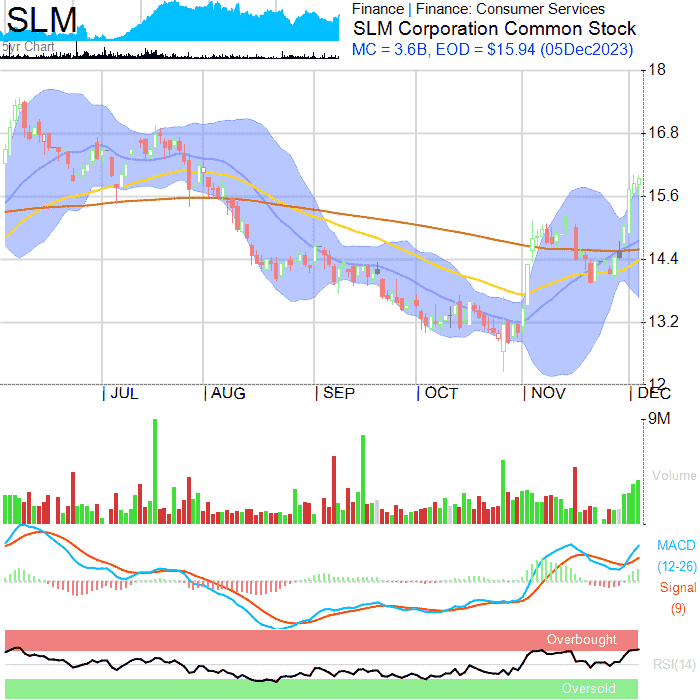 SLM
5yr Chart
Finance | Finance: Consumer Services
SLM Corporation Common Stock
MC = 3.6B, EOD = $15.94 (05Dec2023)
18
16.8
15.6
14.4
13.2
12
JUL
AUG
SEP
OCT
NOV
DEC
9M
Volume
MACD
(12-26)
Signal
(9)
Overbought
RSI(14)
Oversold